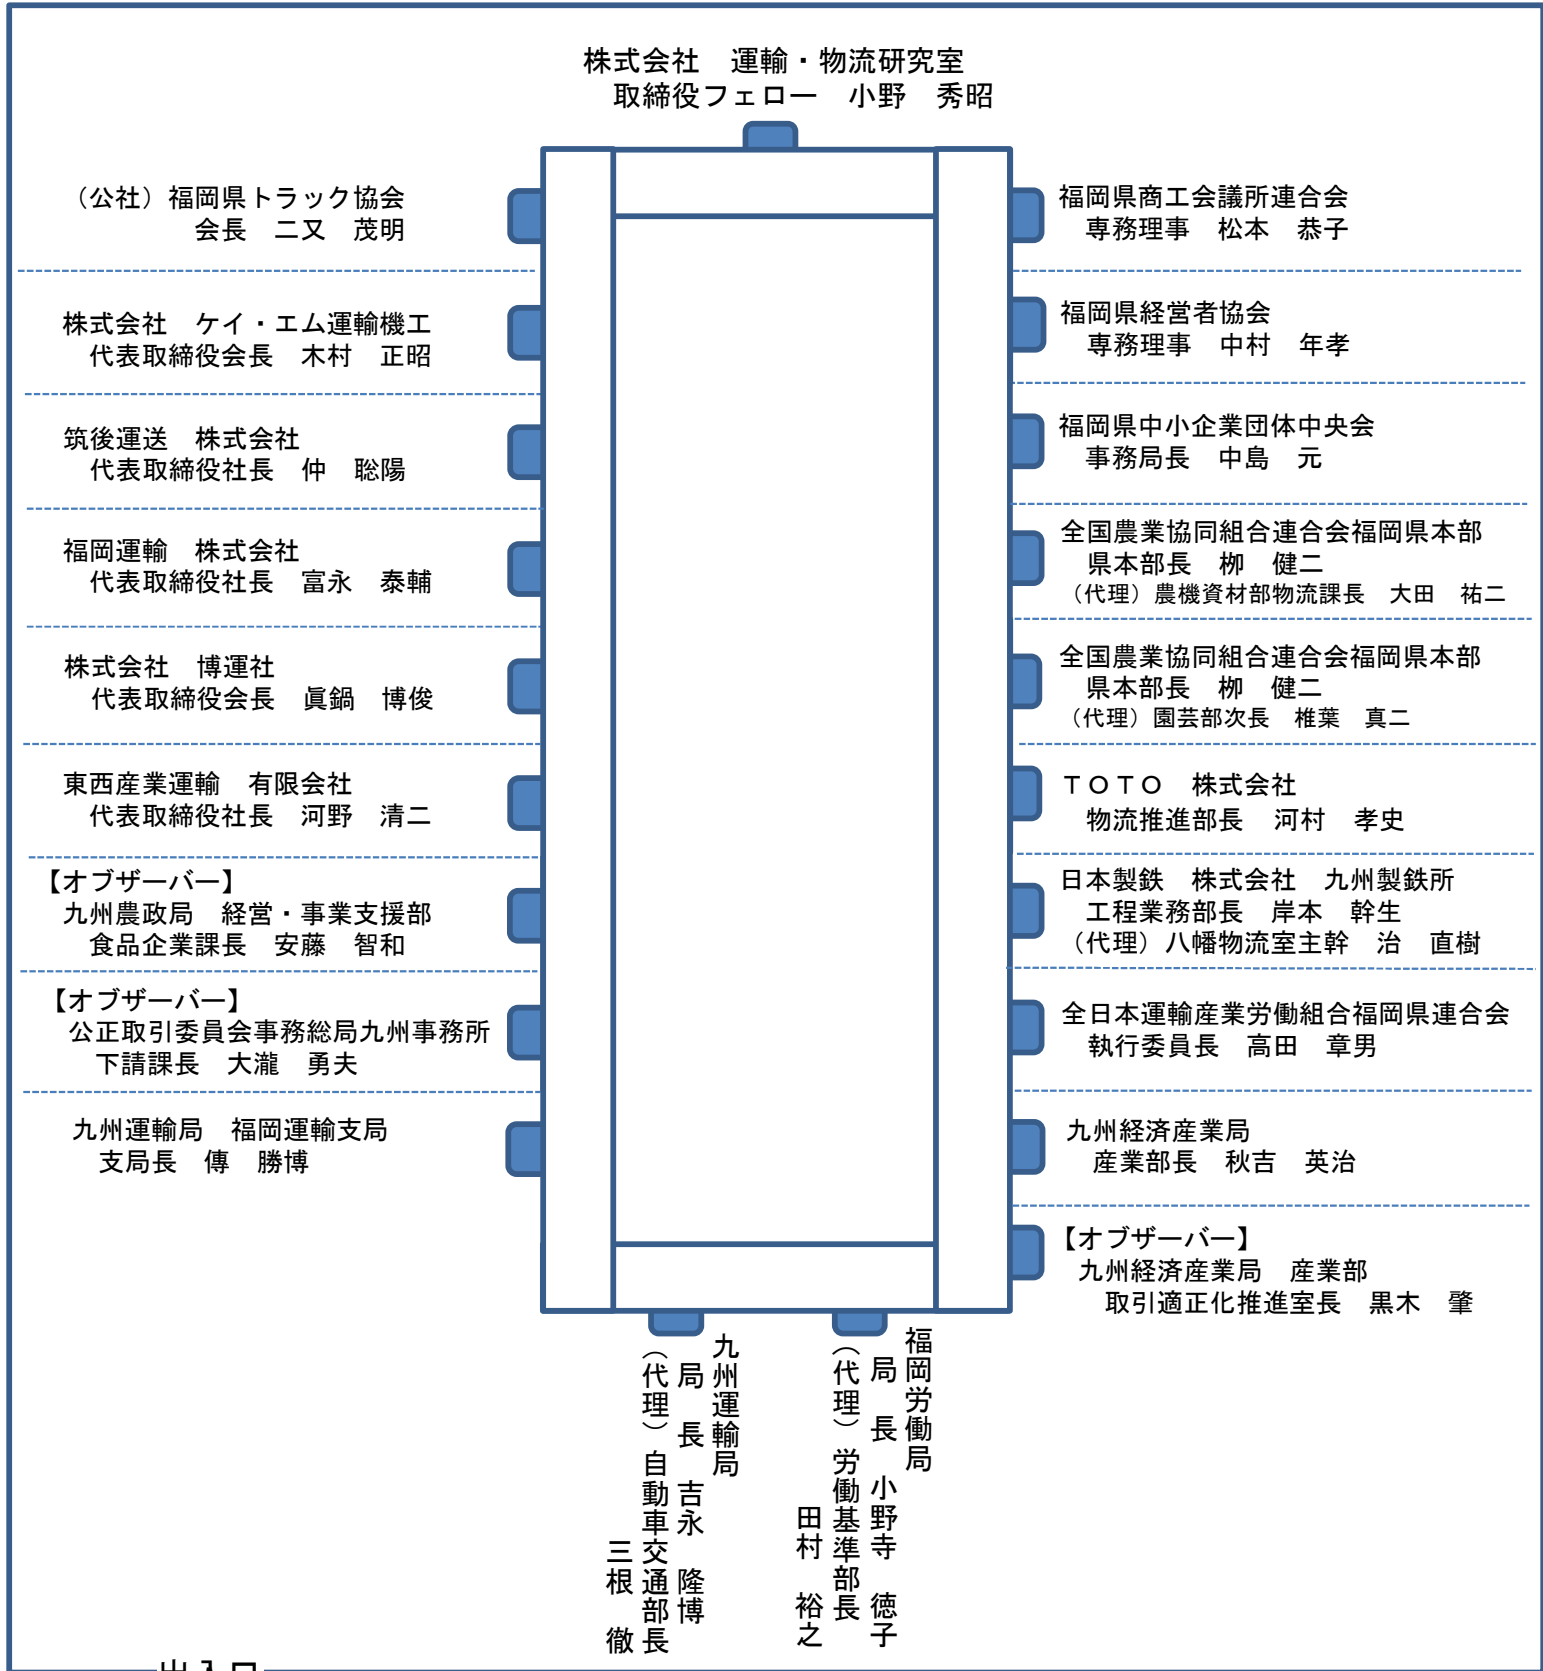 株式会社　運輸・物流研究室
取締役フェロー　小野　秀昭
（公社）福岡県トラック協会
会長　二又　茂明
株式会社　ケイ・エム運輸機工
代表取締役会長　木村　正昭
筑後運送　株式会社
代表取締役社長　仲　聡陽
福岡運輸　株式会社
代表取締役社長　富永　泰輔
株式会社　博運社
代表取締役会長　眞鍋　博俊
東西産業運輸　有限会社
代表取締役社長　河野　清二
【オブザーバー】
九州農政局　経営・事業支援部
食品企業課長　安藤　智和
【オブザーバー】
公正取引委員会事務総局九州事務所
下請課長　大瀧　勇夫
九州運輸局　福岡運輸支局
支局長　傳　勝博
福岡県商工会議所連合会
専務理事　松本　恭子
福岡県経営者協会
専務理事　中村　年孝
福岡県中小企業団体中央会
事務局長　中島　元
全国農業協同組合連合会福岡県本部
県本部長　栁　健二
（代理）農機資材部物流課長　大田　祐二
全国農業協同組合連合会福岡県本部
県本部長　栁　健二
（代理）園芸部次長　椎葉　真二
ＴＯＴＯ　株式会社
物流推進部長　河村　孝史
日本製鉄　株式会社　九州製鉄所
工程業務部長　岸本　幹生
（代理）八幡物流室主幹　治　直樹
全日本運輸産業労働組合福岡県連合会
執行委員長　高田　章男
九州経済産業局
産業部長　秋吉　英治
【オブザーバー】
九州経済産業局　産業部
取引適正化推進室長　黒木　肇
福岡労働局
局　長　小野寺　徳子
（代理）労働基準部長
田村　裕之
九州運輸局
局　長　吉永　隆博
（代理）自動車交通部長
三根　徹
出入口